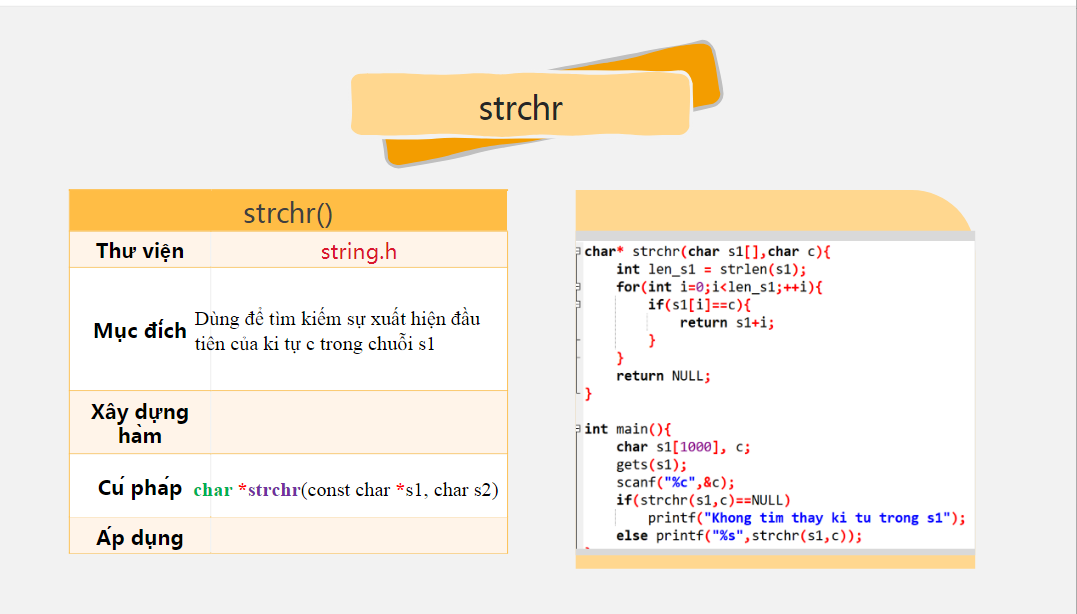 strchr
strchr()
Thư viện string.h
Mục đích Dùng để tìm kiếm sự xuất hiện đầu
tiên của kí tự c trong chuỗi s1
Xây dựng
hàm
Cú pháp char *strchr(const char *s1, char s2)
Áp dụng
char* strchr(char s1[],char c){
int len_s1 = strlen(s1);
for(int i=0;i<len_s1;++i){
if(s1[i]==c){
return s1+i;
}
}
return NULL;
}
int main(){
char s1[1000], c;
gets(s1);
scanf("%c",&c);
if(strchr(s1,c)==NULL)
printf("Khong tim thay ki tu trong s1");
else printf("%s",strchr(s1,c));